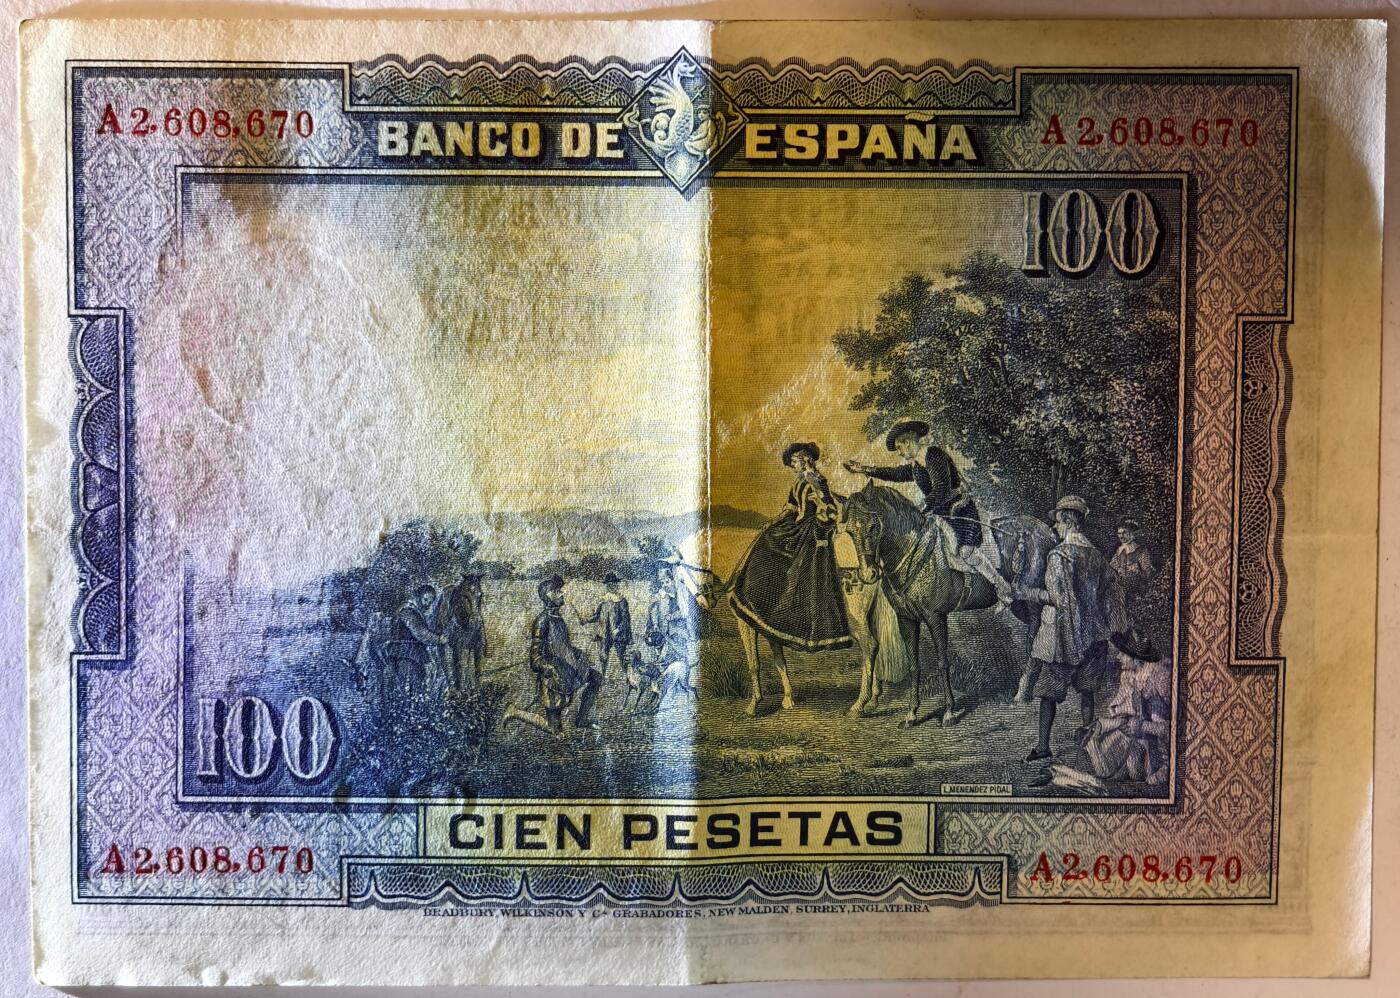 A2.608.670
A2.608.670
BANCO DE ESPAÑA
100
100
L. MENENDEZ PIDAL
CIEN PESETAS
A2.608.670
A2.608.670
BRADBURY, WILKINSON Y Cª GRABADORES, NEW MALDEN, SURREY, INGLATERRA